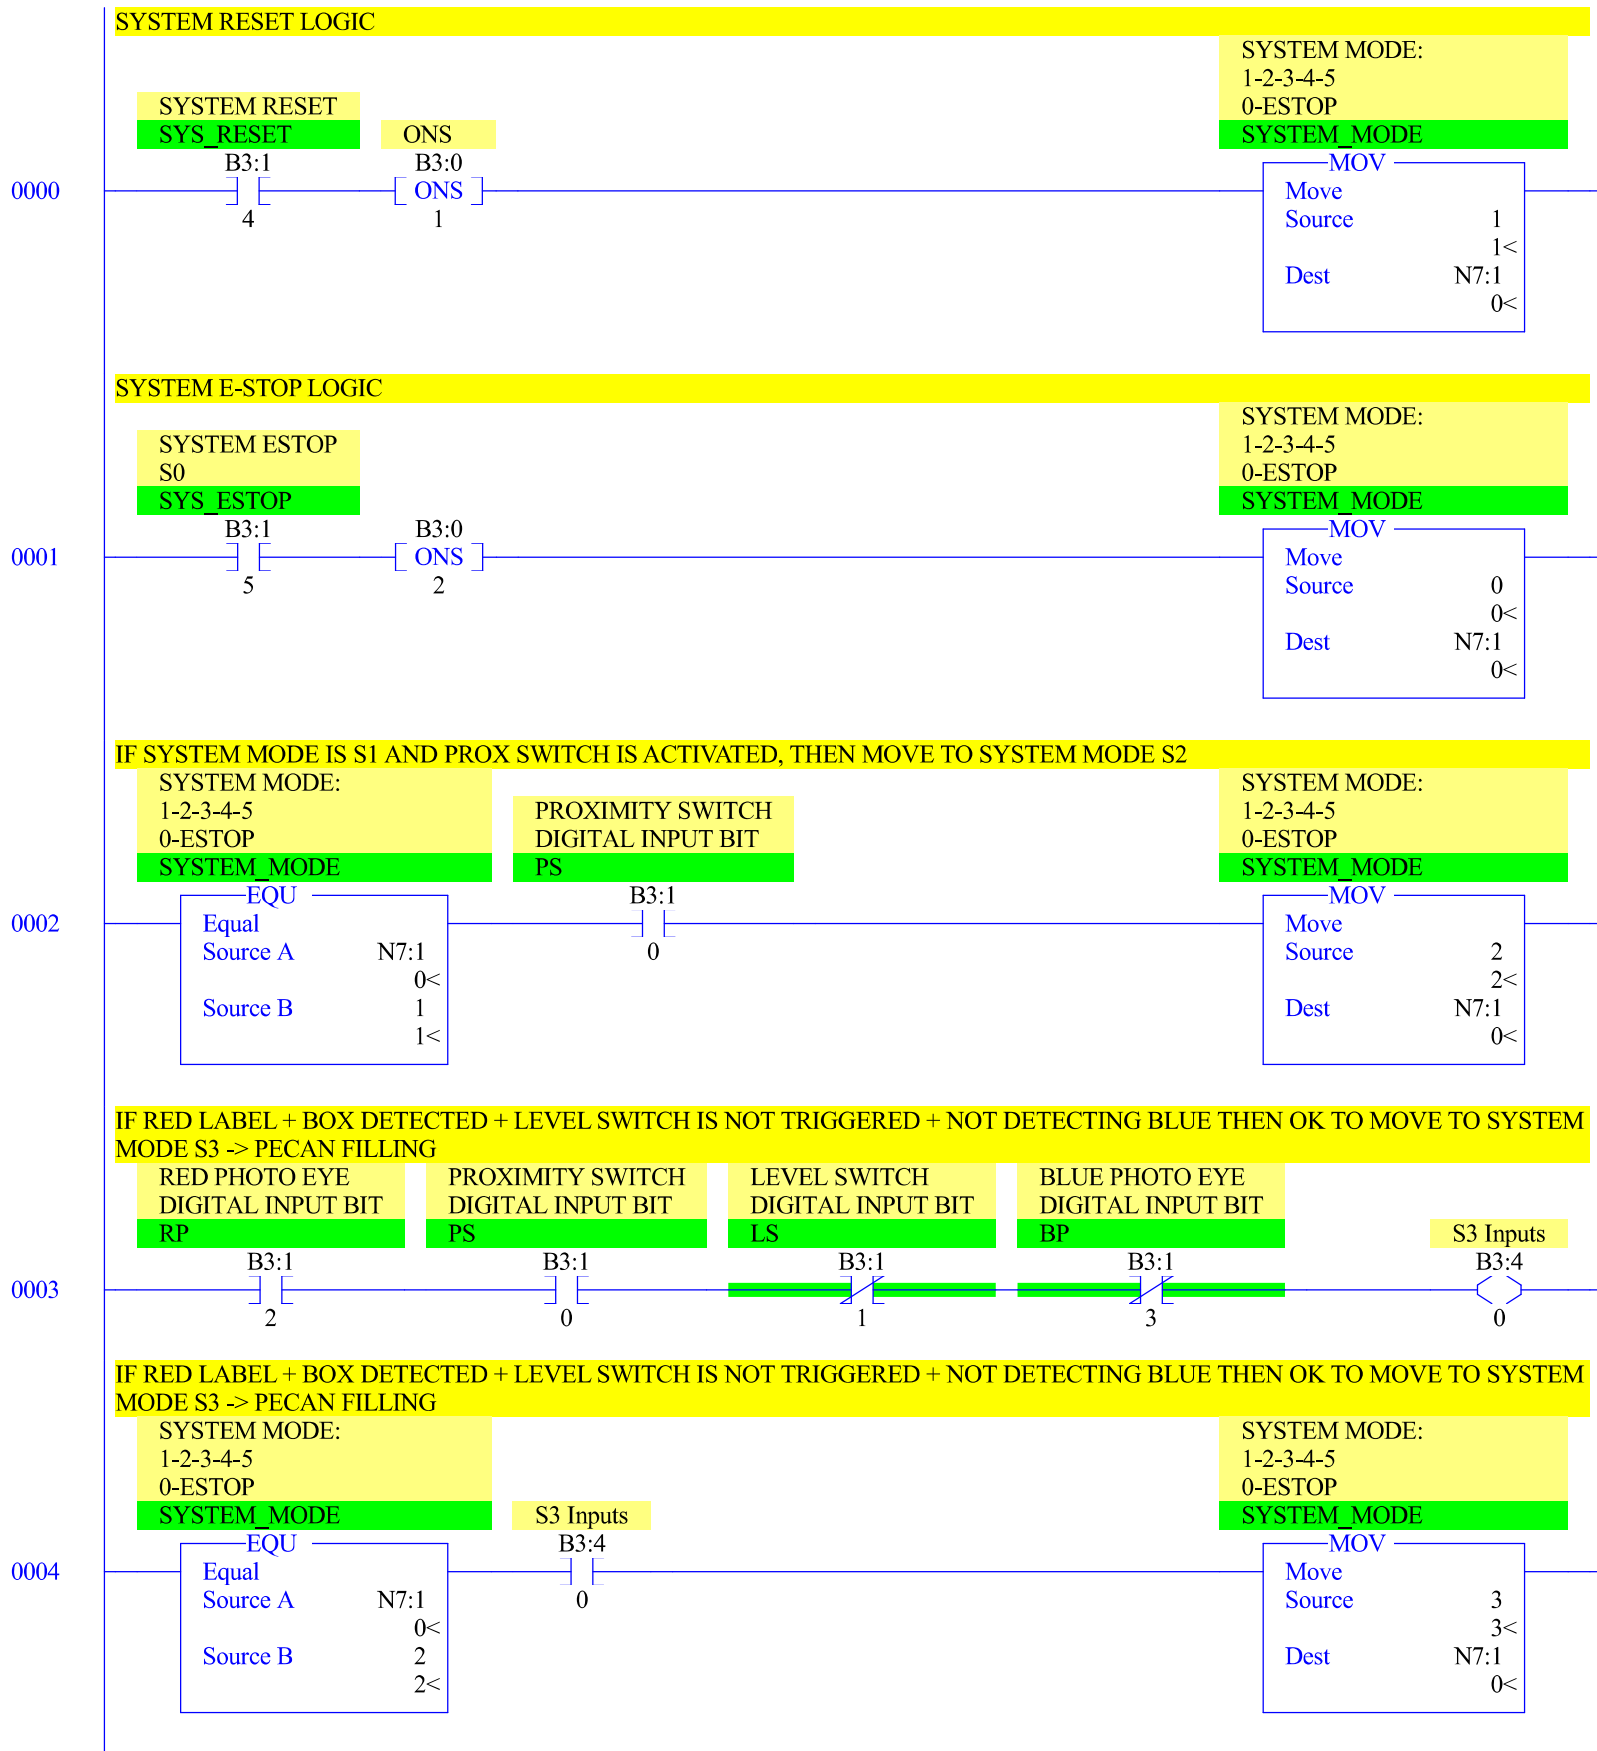 SYSTEM RESET LOGIC
SYSTEM MODE:
1-2-3-4-5
SYSTEM RESET 0-ESTOP
SYS_RESET ONS SYSTEM_MODE
B3:1 B3:0 MOV
0000 ONS Move
4 1 Source 1
1<
Dest N7:1
0<
SYSTEM E-STOP LOGIC
SYSTEM MODE:
SYSTEM ESTOP 1-2-3-4-5
S0 0-ESTOP
SYS_ESTOP SYSTEM_MODE
B3:1 B3:0 MOV
0001 ONS Move
5 2 Source 0
0<
Dest N7:1
0<
IF SYSTEM MODE IS S1 AND PROX SWITCH IS ACTIVATED, THEN MOVE TO SYSTEM MODE S2
SYSTEM MODE: SYSTEM MODE:
1-2-3-4-5 PROXIMITY SWITCH 1-2-3-4-5
0-ESTOP DIGITAL INPUT BIT 0-ESTOP
SYSTEM_MODE PS SYSTEM_MODE
EQU B3:1 MOV
0002 Equal Move
Source A N7:1 0 Source 2
0< 2<
Source B 1 Dest N7:1
1< 0<
IF RED LABEL + BOX DETECTED + LEVEL SWITCH IS NOT TRIGGERED + NOT DETECTING BLUE THEN OK TO MOVE TO SYSTEM
MODE S3 -> PECAN FILLING
RED PHOTO EYE PROXIMITY SWITCH LEVEL SWITCH BLUE PHOTO EYE
DIGITAL INPUT BIT DIGITAL INPUT BIT DIGITAL INPUT BIT DIGITAL INPUT BIT
RP PS LS BP S3 Inputs
B3:1 B3:1 B3:1 B3:1 B3:4
0003
2 0 1 3 0
IF RED LABEL + BOX DETECTED + LEVEL SWITCH IS NOT TRIGGERED + NOT DETECTING BLUE THEN OK TO MOVE TO SYSTEM
MODE S3 -> PECAN FILLING
SYSTEM MODE: SYSTEM MODE:
1-2-3-4-5 1-2-3-4-5
0-ESTOP 0-ESTOP
SYSTEM_MODE S3 Inputs SYSTEM_MODE
EQU B3:4 MOV
0004 Equal Move
Source A N7:1 0 Source 3
0< 3<
Source B 2 Dest N7:1
2< 0<